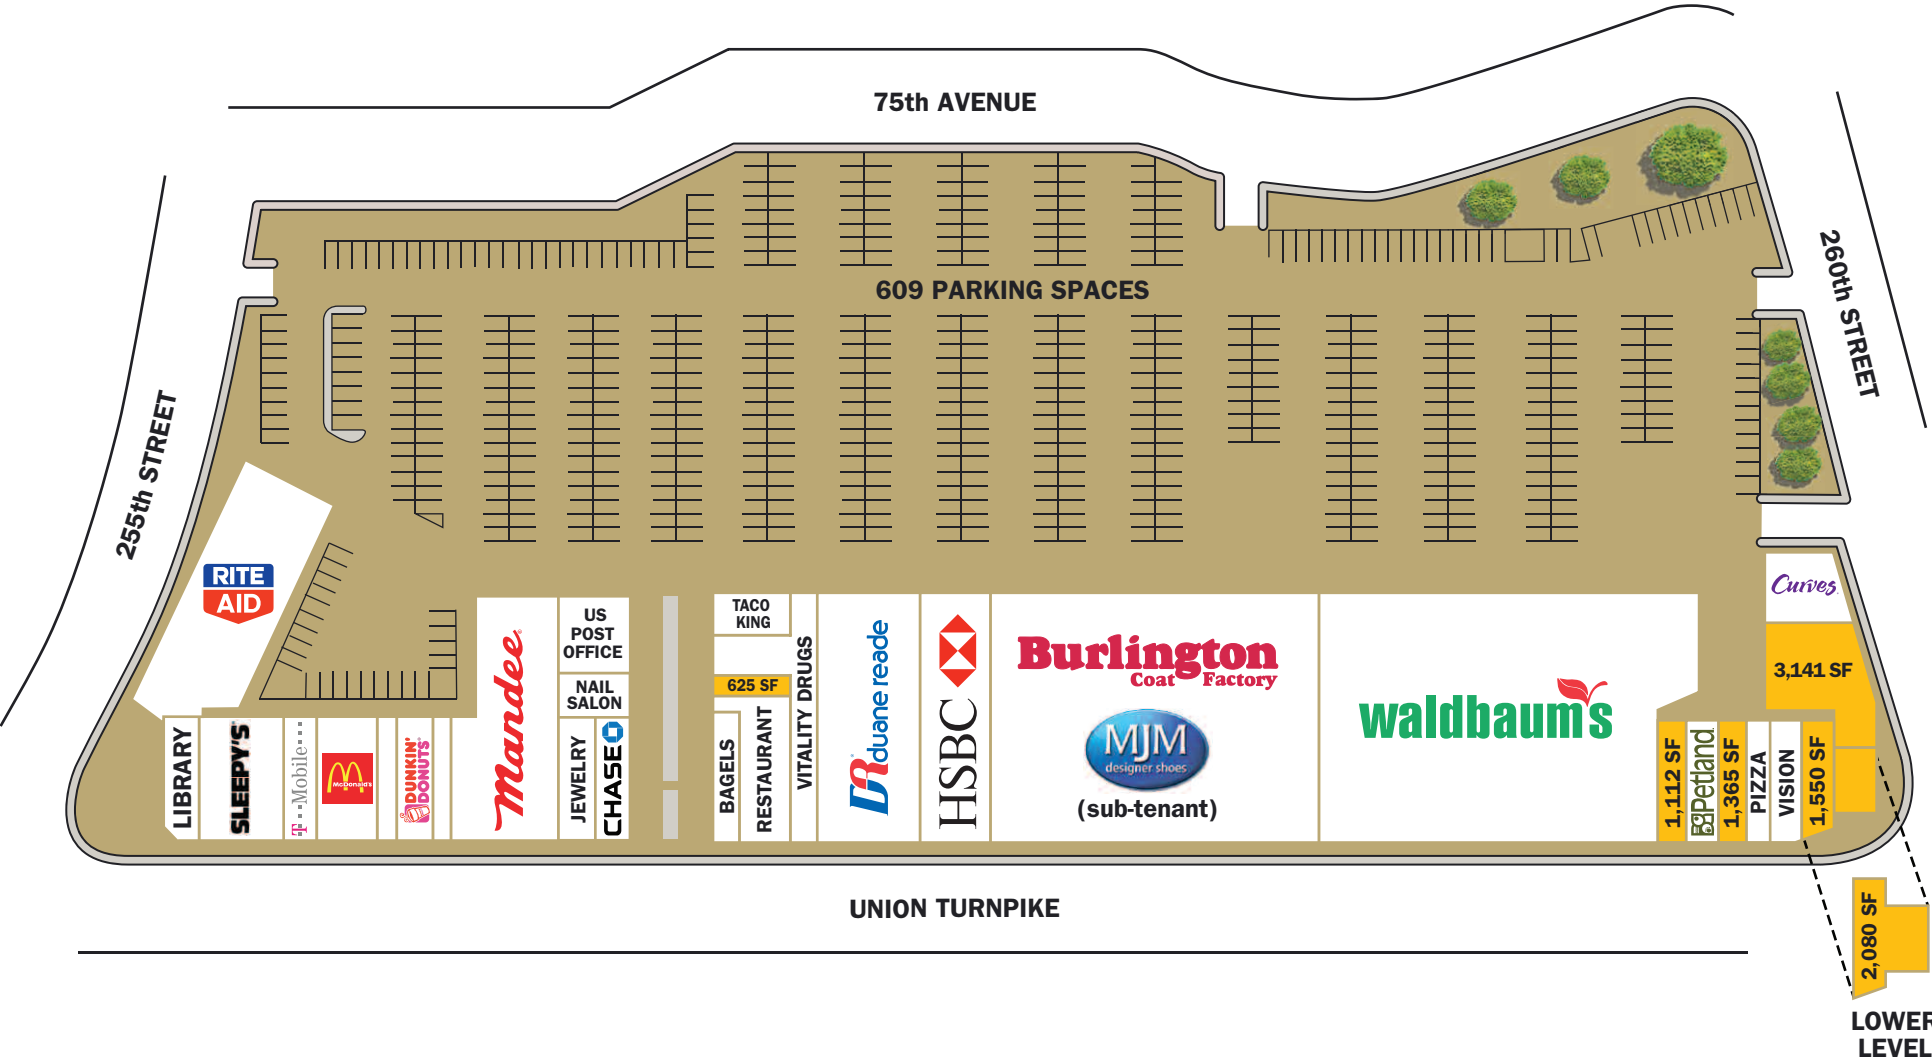 75th AVENUE
260th STREET
609 PARKING SPACES
255th STREET
RITE
AID
LIBRARY
SLEEPY'S
T··Mobile···
McDonald's
DUNKIN'
DONUTS
Mandee
US
POST
OFFICE
NAIL
SALON
JEWELRY
CHASE
TACO
KING
625 SF
BAGELS
RESTAURANT
VITALITY DRUGS
DR duane reade
HSBC
Burlington
Coat Factory
MJM
designer shoes
(sub-tenant)
waldbaum's
1,112 SF
Petland
1,365 SF
PIZZA
VISION
1,550 SF
Curves
3,141 SF
UNION TURNPIKE
2,080 SF
LOWER
LEVEL